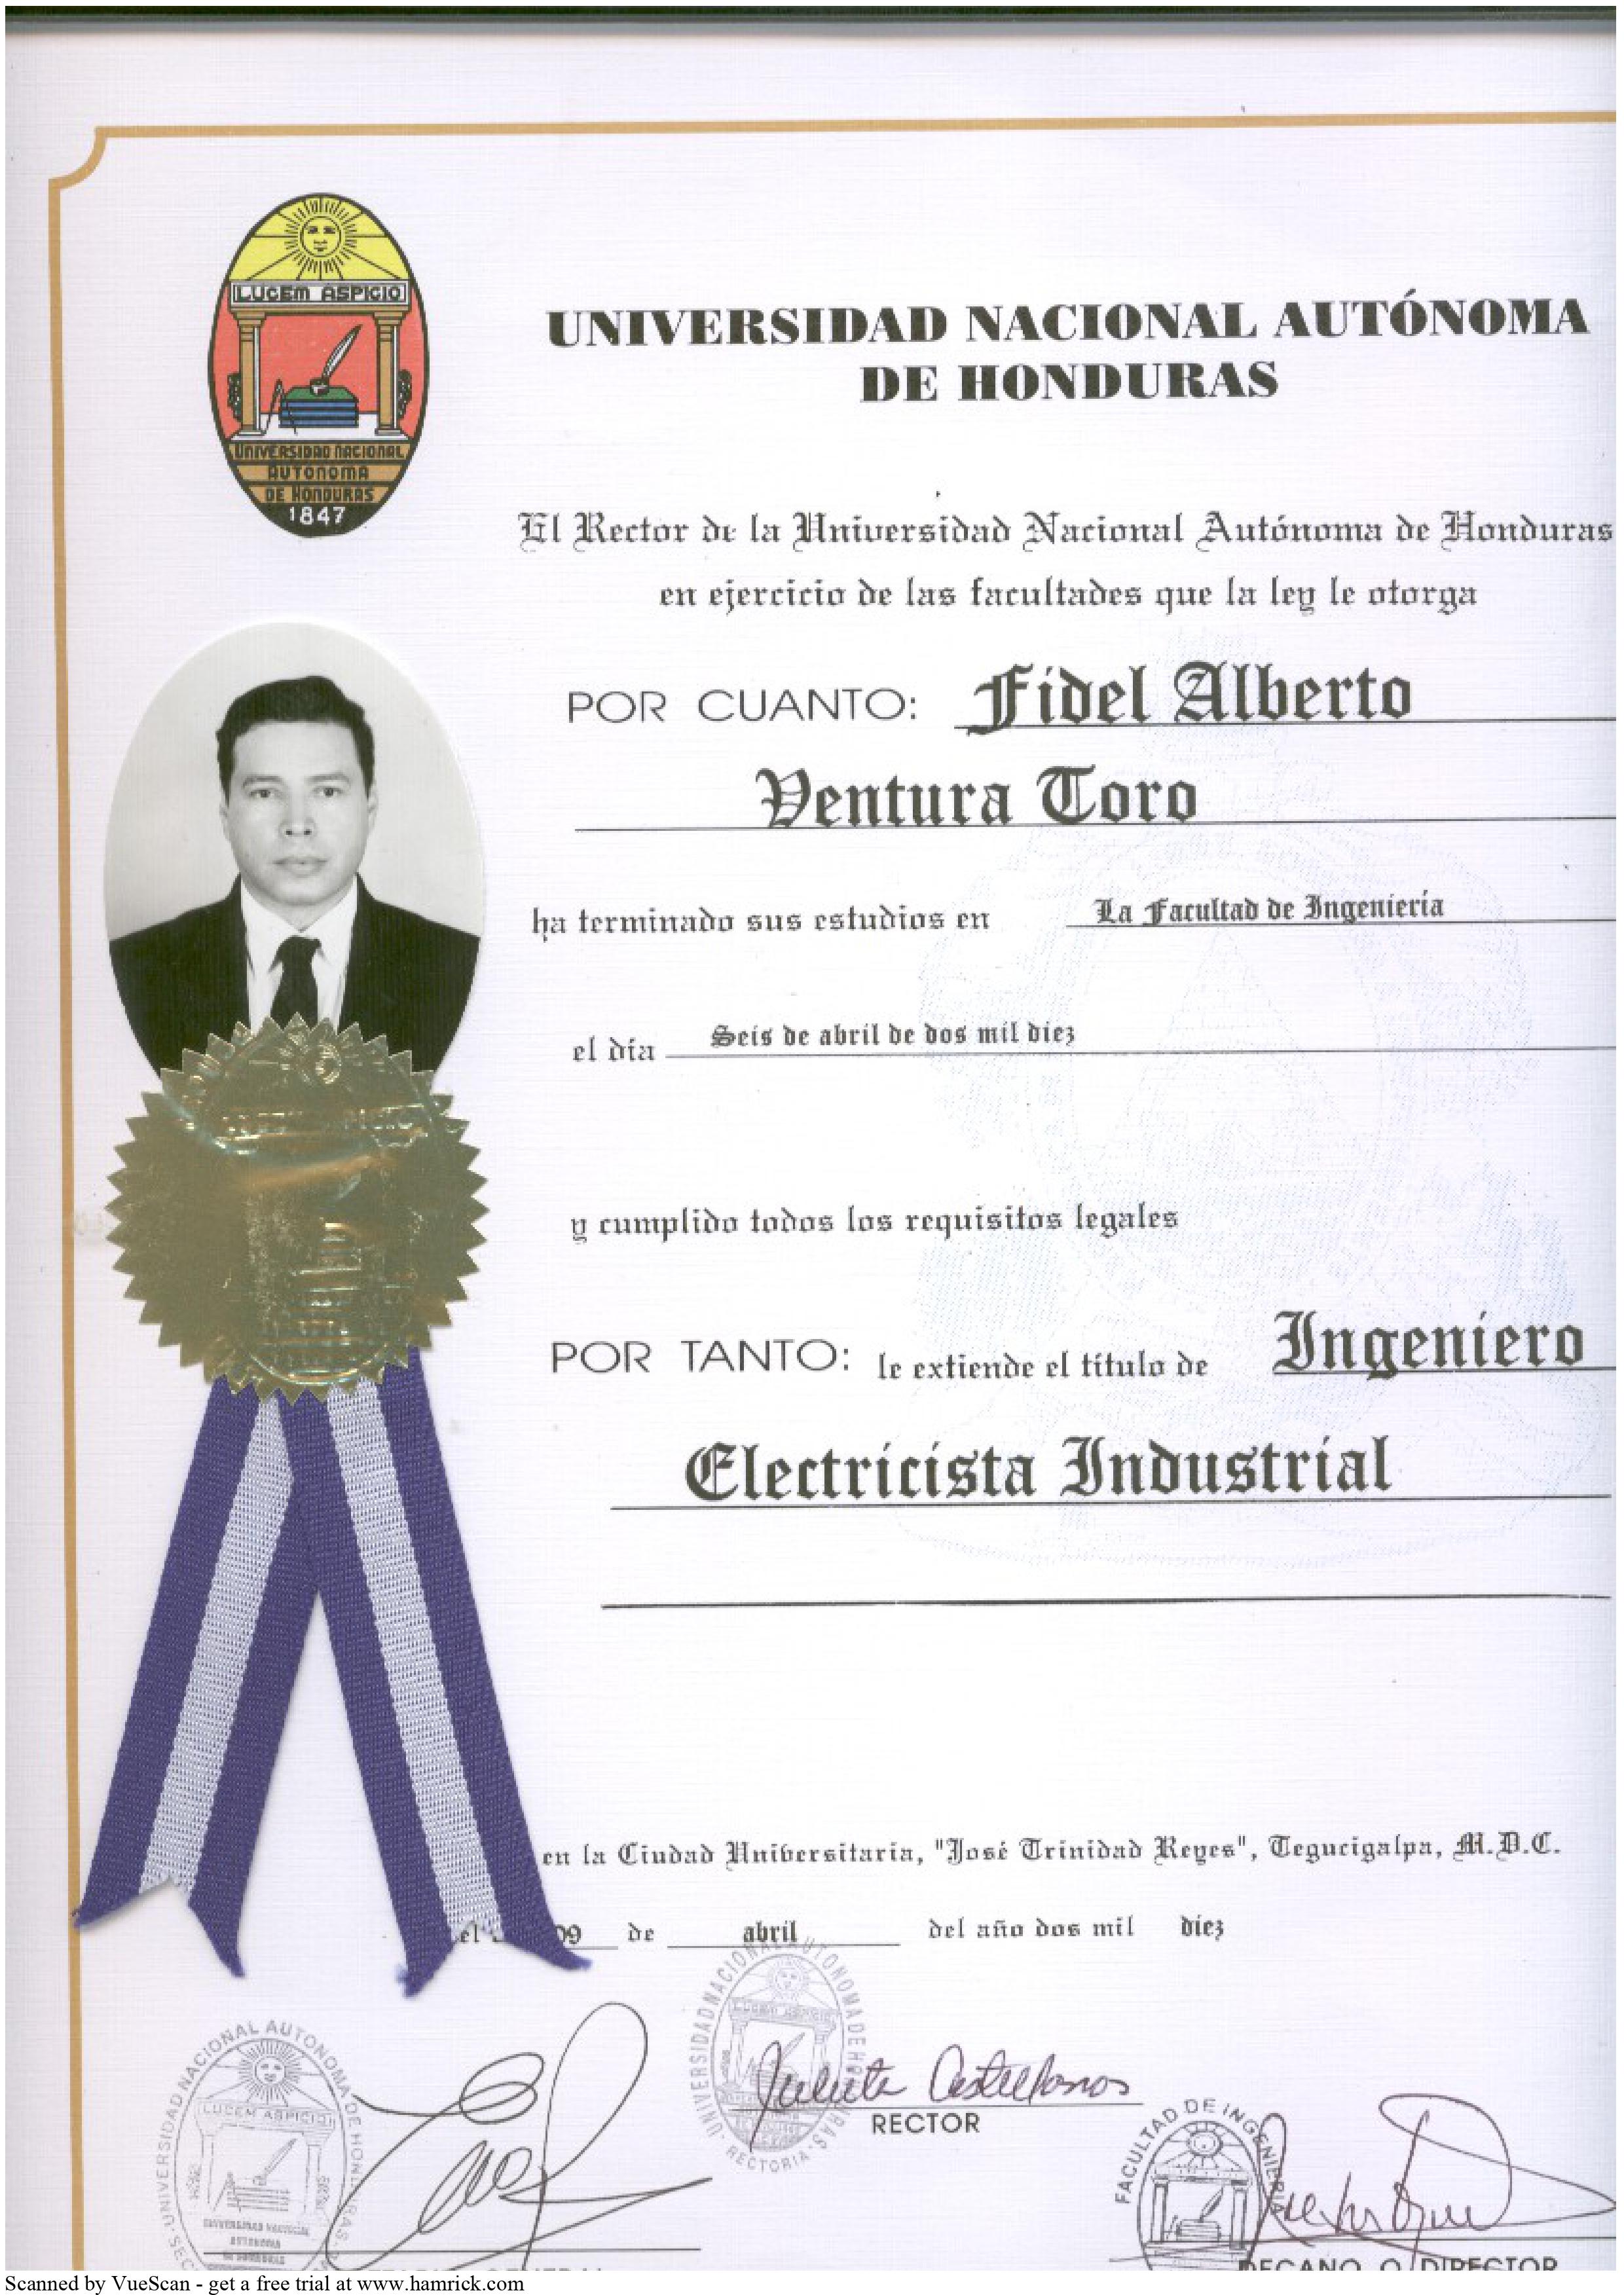 LUCEM ASPICIO
UNIVERSIDAD NACIONAL
AUTONOMA
DE HONDURAS
1847
UNIVERSIDAD NACIONAL AUTÓNOMA
DE HONDURAS
El Rector de la Universidad Nacional Autónoma de Honduras
en ejercicio de las facultades que la ley le otorga
POR CUANTO: Fidel Alberto
Ventura Toro
ha terminado sus estudios en La Facultad de Ingeniería
el día Seis de abril de dos mil diez
y cumplido todos los requisitos legales
POR TANTO: le extiende el título de Ingeniero
Electricista Industrial
en la Ciudad Universitaria, "José Trinidad Reyes", Tegucigalpa, M.D.C.
el 09 de abril del año dos mil diez
UNIVERSIDAD NACIONAL AUTONOMA DE HONDURAS
LUCEM ASPICIO
RECTORIA
Julieta Castellanos
RECTOR
UNIVERSIDAD NACIONAL AUTONOMA DE HONDURAS
LUCEM ASPICIO
FACULTAD DE INGENIERIA
DECANO O DIRECTOR
Scanned by VueScan - get a free trial at www.hamrick.com